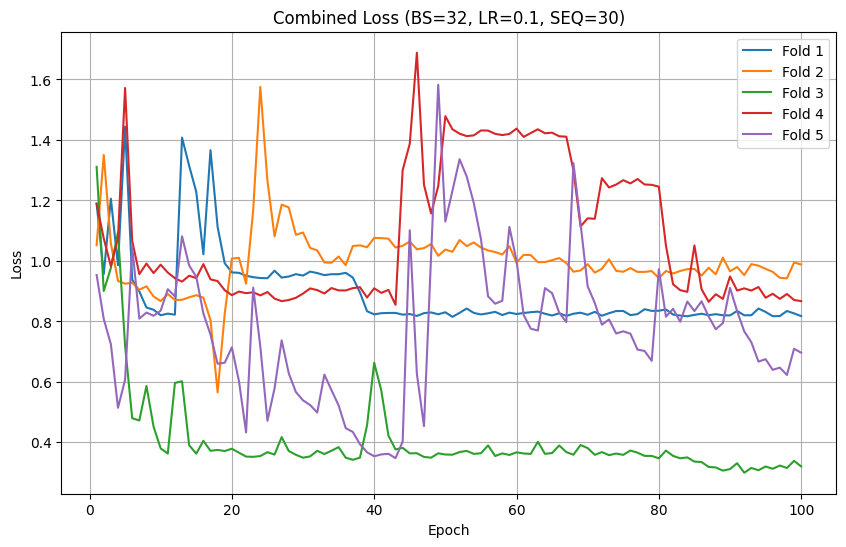 Combined Loss (BS=32, LR=0.1, SEQ=30)
Fold 1
Fold 2
Fold 3
Fold 4
Fold 5
Loss
1.6
1.4
1.2
1.0
0.8
0.6
0.4
0 20 40 60 80 100
Epoch